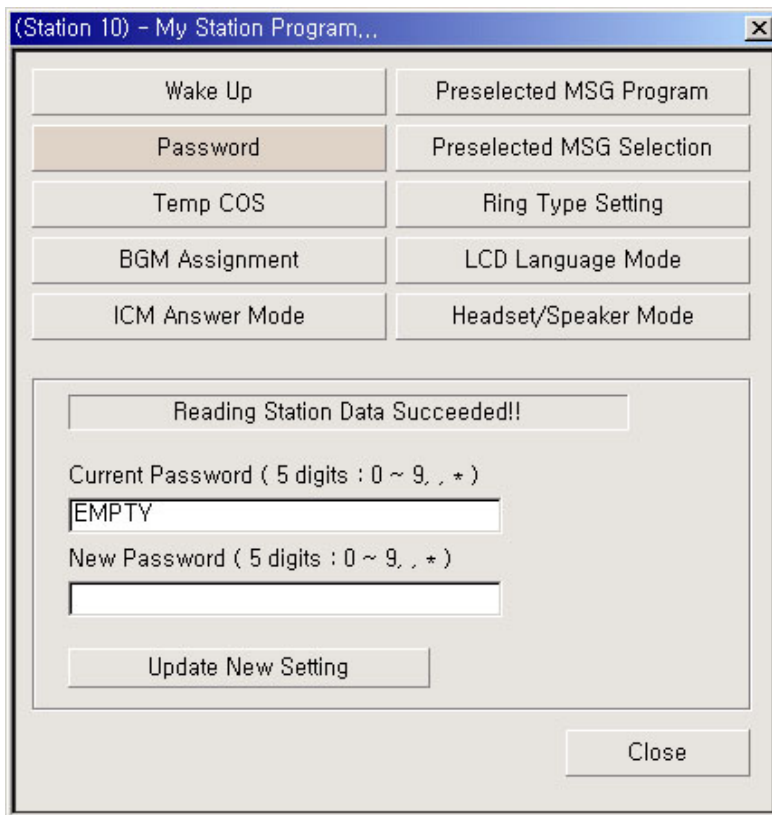 (Station 10) - My Station Program...
Wake Up
Preselected MSG Program
Password
Preselected MSG Selection
Temp COS
Ring Type Setting
BGM Assignment
LCD Language Mode
ICM Answer Mode
Headset/Speaker Mode
Reading Station Data Succeeded!!
Current Password ( 5 digits : 0 ~ 9, , * )
EMPTY
New Password ( 5 digits : 0 ~ 9, , * )
Update New Setting
Close